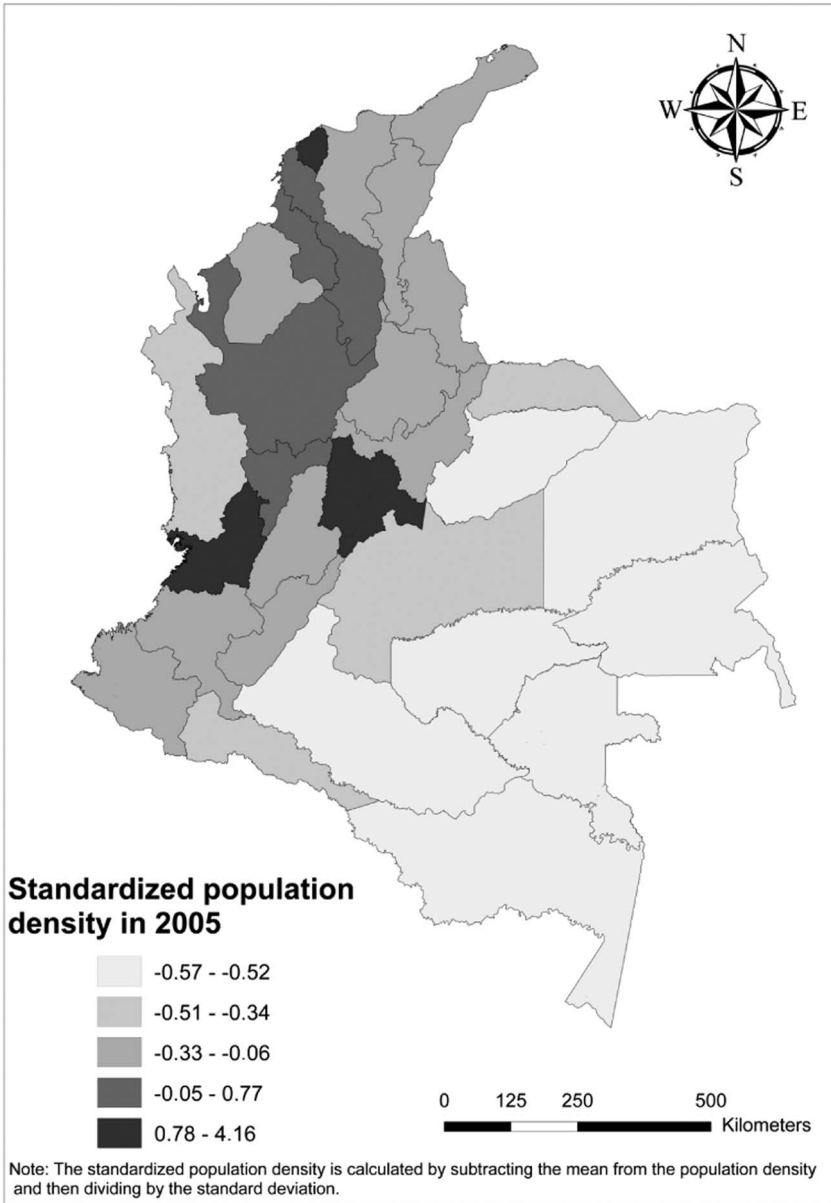 N
W E
S
Standardized population
density in 2005
-0.57 - -0.52
-0.51 - -0.34
-0.33 - -0.06
-0.05 - 0.77
0.78 - 4.16
0 125 250 500
Kilometers
Note: The standardized population density is calculated by subtracting the mean from the population density
and then dividing by the standard deviation.